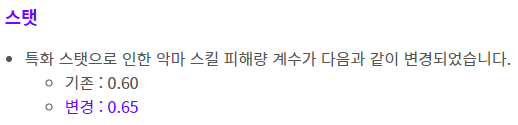 스탯
특화 스탯으로 인한 악마 스킬 피해량 계수가 다음과 같이 변경되었습니다.
기존 : 0.60
변경 : 0.65